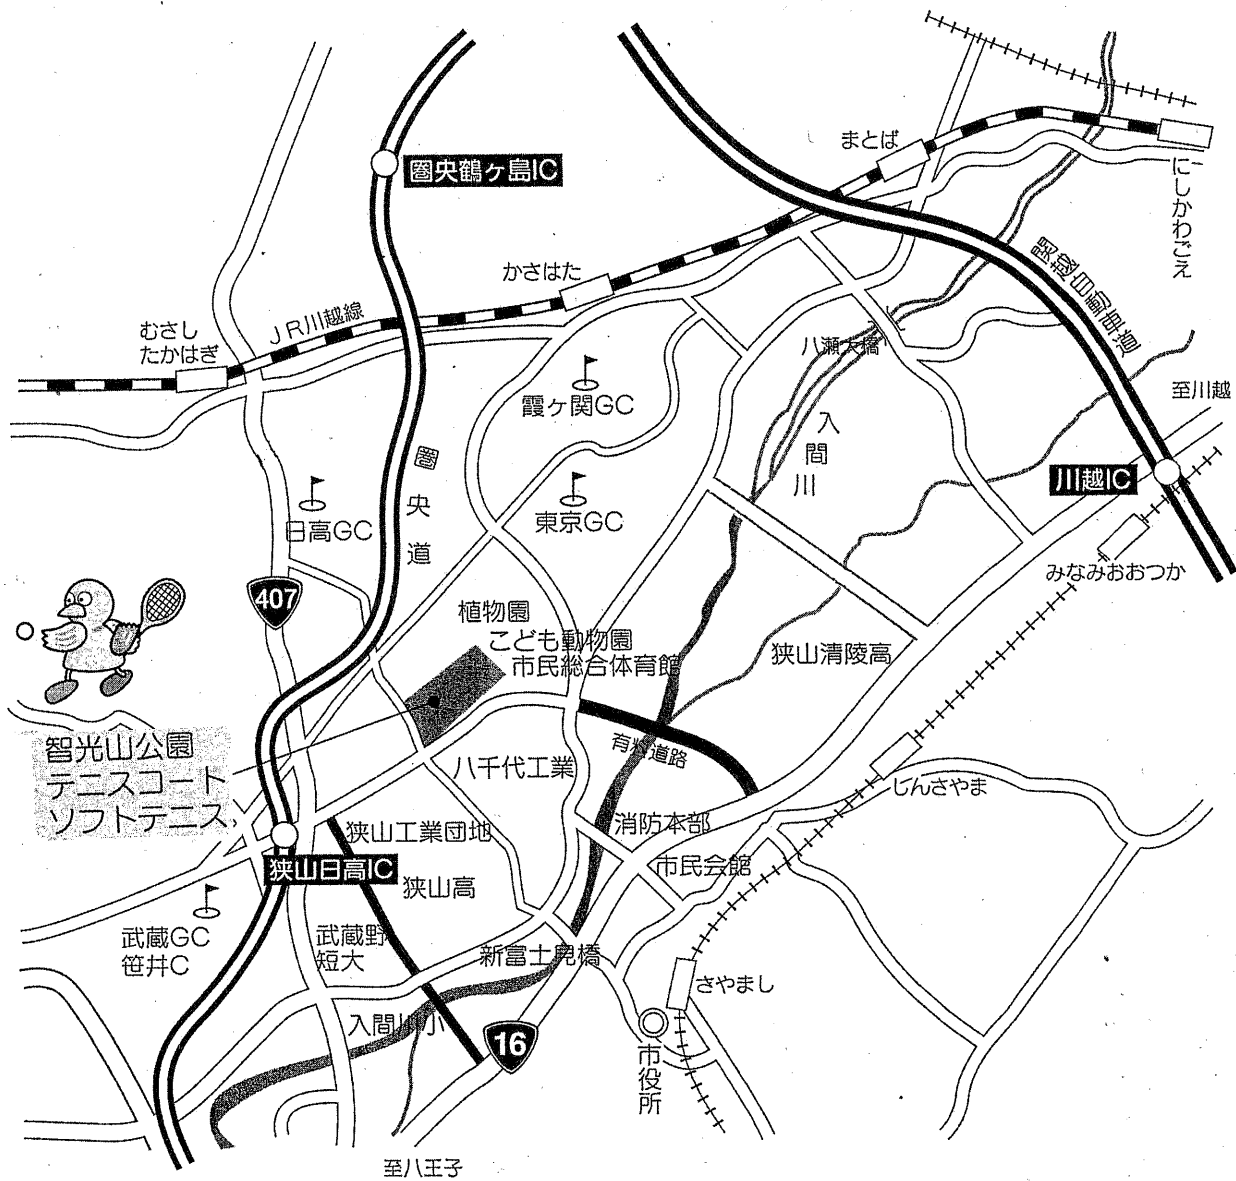 まとば
圏央鶴ヶ島IC
にしかわごえ
関越自動車道
かさはた
JR川越線
むさし
たかはぎ
八瀬大橋
至川越
霞ヶ関GC
入間川
川越IC
圏央道
日高GC
東京GC
みなみおおつか
407
植物園
こども動物園
市民総合体育館
狭山清陵高
智光山公園
テニスコート
ソフトテニス
有料道路
八千代工業
じんさやま
消防本部
狭山工業団地
市民会館
狭山日高IC
狭山高
武蔵GC
笹井C
武蔵野
短大
新富士見橋
さやまし
入間川小
16
市役所
至八王子